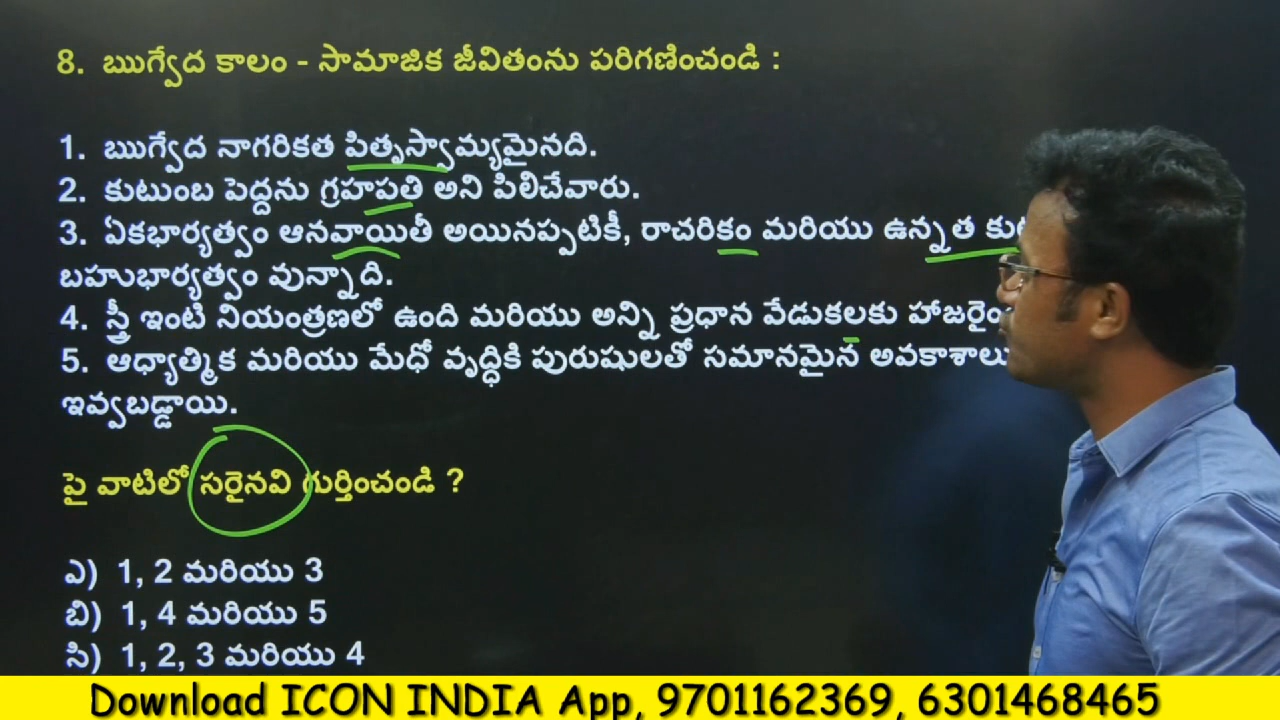 8. ఋగ్వేద కాలం - సామాజిక జీవితంను పరిగణించండి :
1. ఋగ్వేద నాగరికత పితృస్వామ్యమైనది.
2. కుటుంబ పెద్దను గ్రహపతి అని పిలిచేవారు.
3. ఏకభార్యత్వం ఆనవాయితీ అయినప్పటికీ, రాచరికం మరియు ఉన్నత
బహుభార్యత్వం వున్నాది.
4. స్త్రీ ఇంటి నియంత్రణలో ఉంది మరియు అన్ని ప్రధాన వేడుకలకు
5. ఆధ్యాత్మిక మరియు మేధో వృద్ధికి పురుషులతో సమానమైన అవకాశాలు
ఇవ్వబడ్డాయి.
పై వాటిలో సరైనవి గుర్తించండి ?
ఎ) 1, 2 మరియు 3
బి) 1, 4 మరియు 5
సి) 1, 2, 3 మరియు 4
Download ICON INDIA App, 9701162369, 6301468465